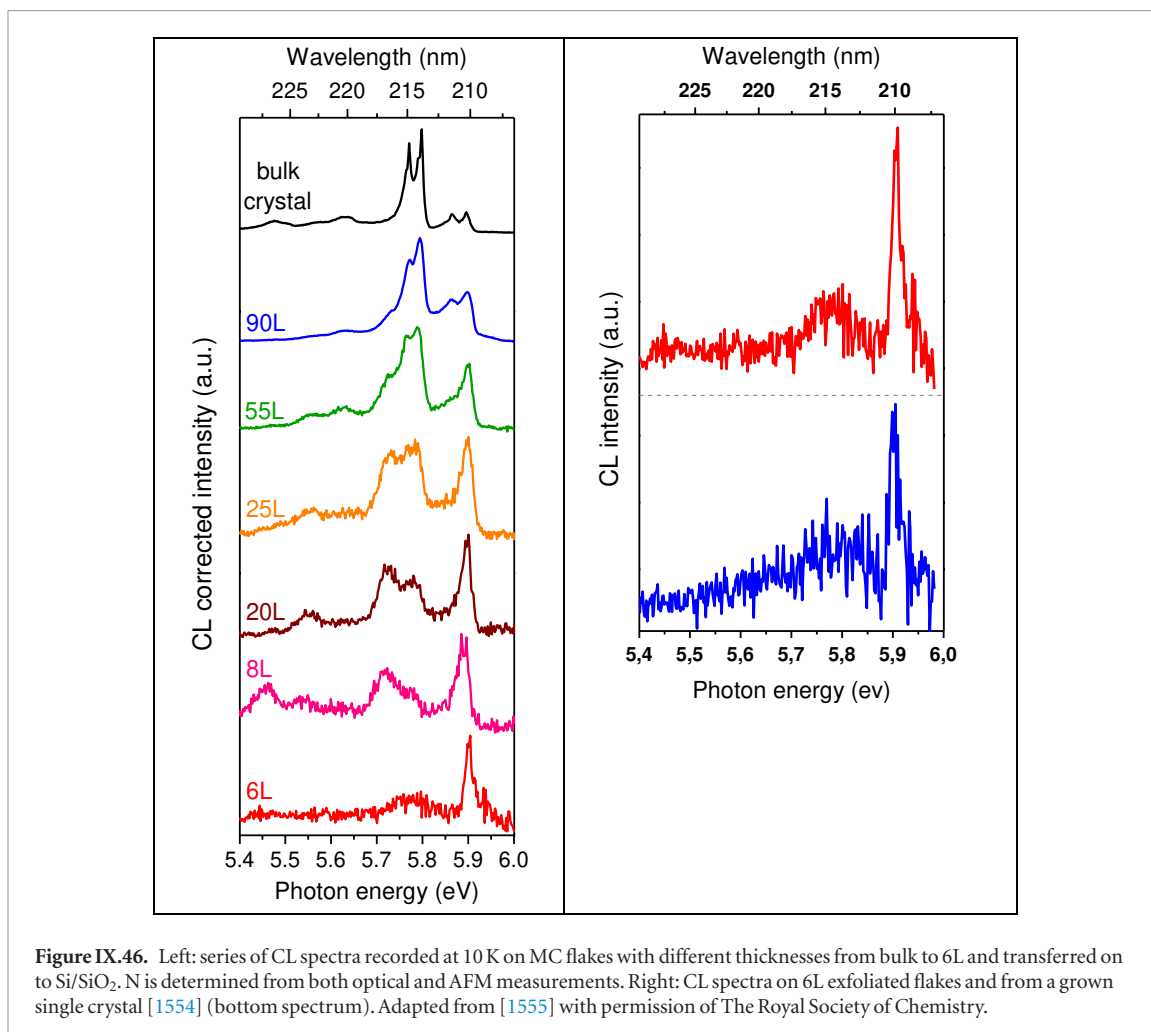 Wavelength (nm)
225 220 215 210
bulk
crystal
90L
55L
25L
20L
8L
6L
CL corrected intensity (a.u.)
5.4 5.5 5.6 5.7 5.8 5.9 6.0
Photon energy (eV)
Wavelength (nm)
225 220 215 210
CL intensity (a.u.)
5,4 5,5 5,6 5,7 5,8 5,9 6,0
Photon energy (ev)
Figure IX.46. Left: series of CL spectra recorded at 10 K on MC flakes with different thicknesses from bulk to 6L and transferred on
to Si/SiO₂. N is determined from both optical and AFM measurements. Right: CL spectra on 6L exfoliated flakes and from a grown
single crystal [1554] (bottom spectrum). Adapted from [1555] with permission of The Royal Society of Chemistry.